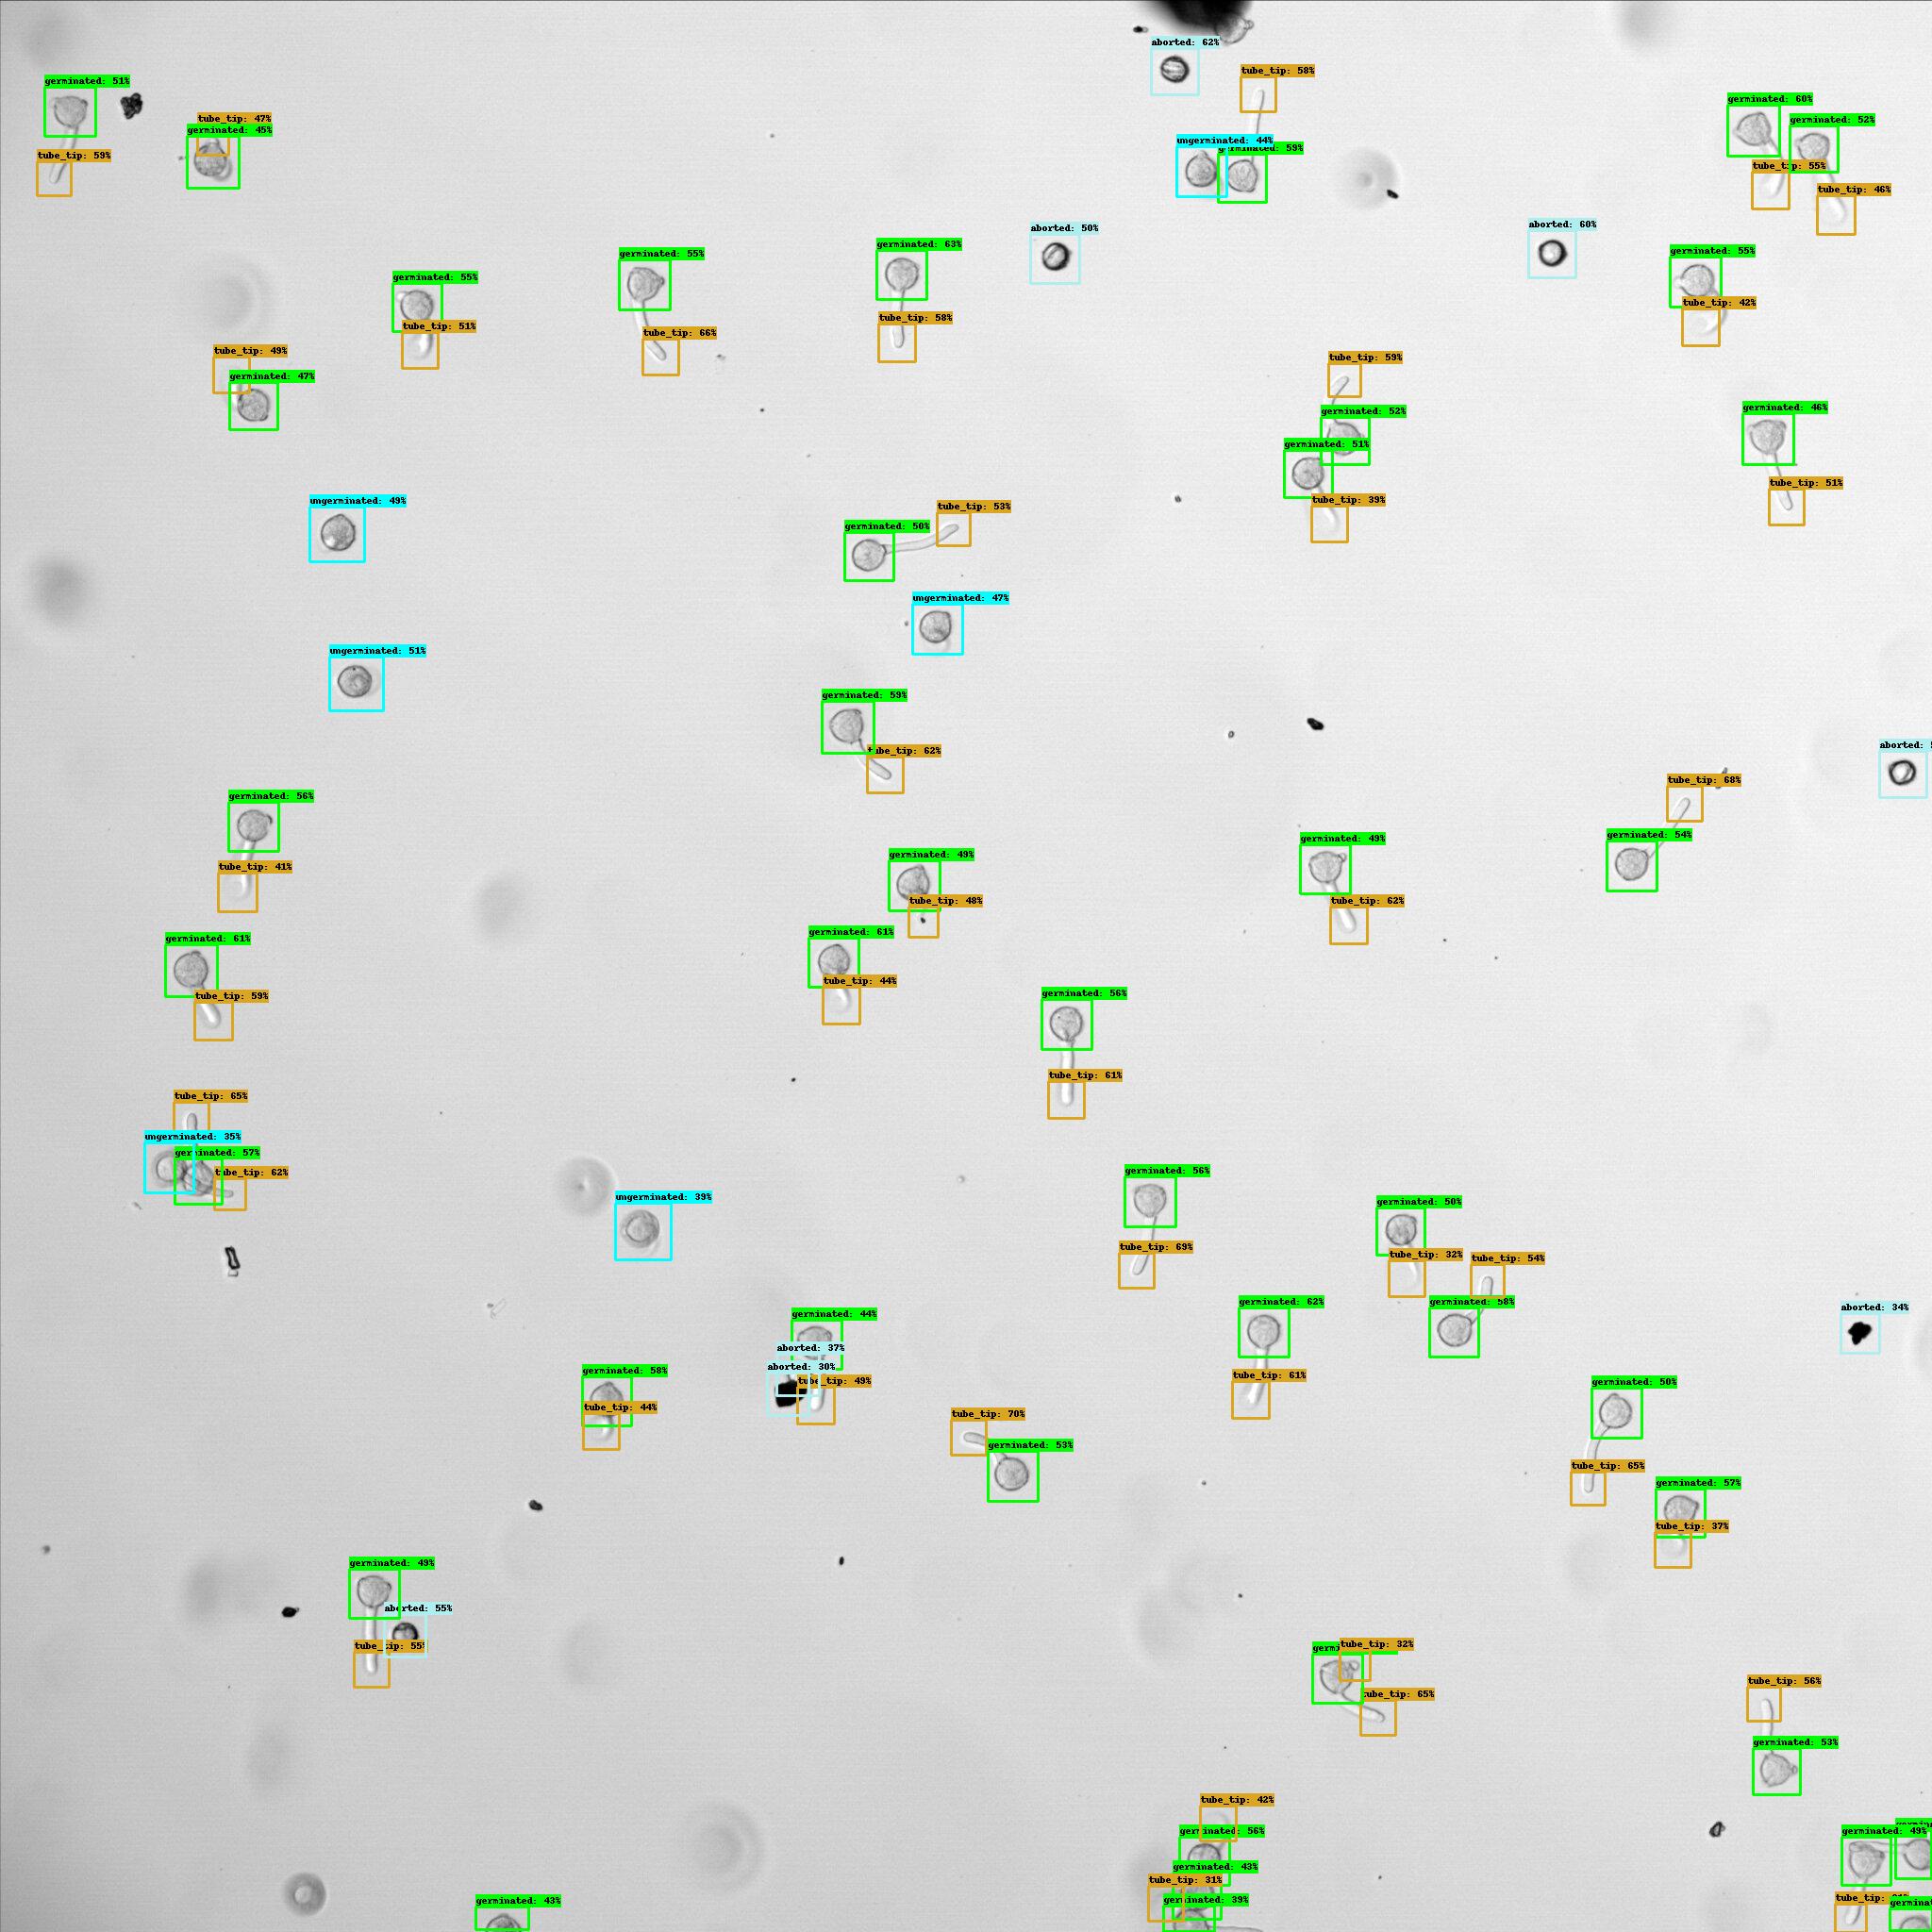 aborted: 62%
tube_tip: 58%
germinated: 51%
germinated: 60%
tube_tip: 47%
germinated: 52%
germinated: 45%
ungerminated: 44%
germinated: 59%
tube_tip: 59%
tube_tip: 55%
tube_tip: 46%
aborted: 50%
aborted: 60%
germinated: 63%
germinated: 55%
germinated: 55%
germinated: 55%
tube_tip: 42%
tube_tip: 58%
tube_tip: 51%
tube_tip: 66%
tube_tip: 49%
tube_tip: 59%
germinated: 47%
germinated: 52%
germinated: 46%
germinated: 51%
tube_tip: 51%
ungerminated: 49%
tube_tip: 39%
tube_tip: 53%
germinated: 50%
ungerminated: 47%
ungerminated: 51%
germinated: 59%
aborted:
tube_tip: 62%
tube_tip: 68%
germinated: 56%
germinated: 54%
germinated: 49%
germinated: 49%
tube_tip: 41%
tube_tip: 48%
tube_tip: 62%
germinated: 61%
germinated: 61%
tube_tip: 44%
germinated: 56%
tube_tip: 59%
tube_tip: 61%
tube_tip: 65%
ungerminated: 35%
germinated: 57%
tube_tip: 62%
germinated: 56%
ungerminated: 39%
germinated: 50%
tube_tip: 69%
tube_tip: 32%
tube_tip: 54%
germinated: 62%
germinated: 58%
aborted: 34%
germinated: 44%
aborted: 37%
aborted: 30%
germinated: 58%
tube_tip: 61%
tube_tip: 49%
germinated: 50%
tube_tip: 44%
tube_tip: 70%
germinated: 53%
tube_tip: 65%
germinated: 57%
tube_tip: 37%
germinated: 49%
aborted: 55%
tube_tip: 55%
tube_tip: 32%
tube_tip: 56%
tube_tip: 65%
germinated: 53%
tube_tip: 42%
germinated: 56%
germinated: 49%
germinated: 43%
tube_tip: 31%
germinated: 39%
germinated: 43%
tube_tip: